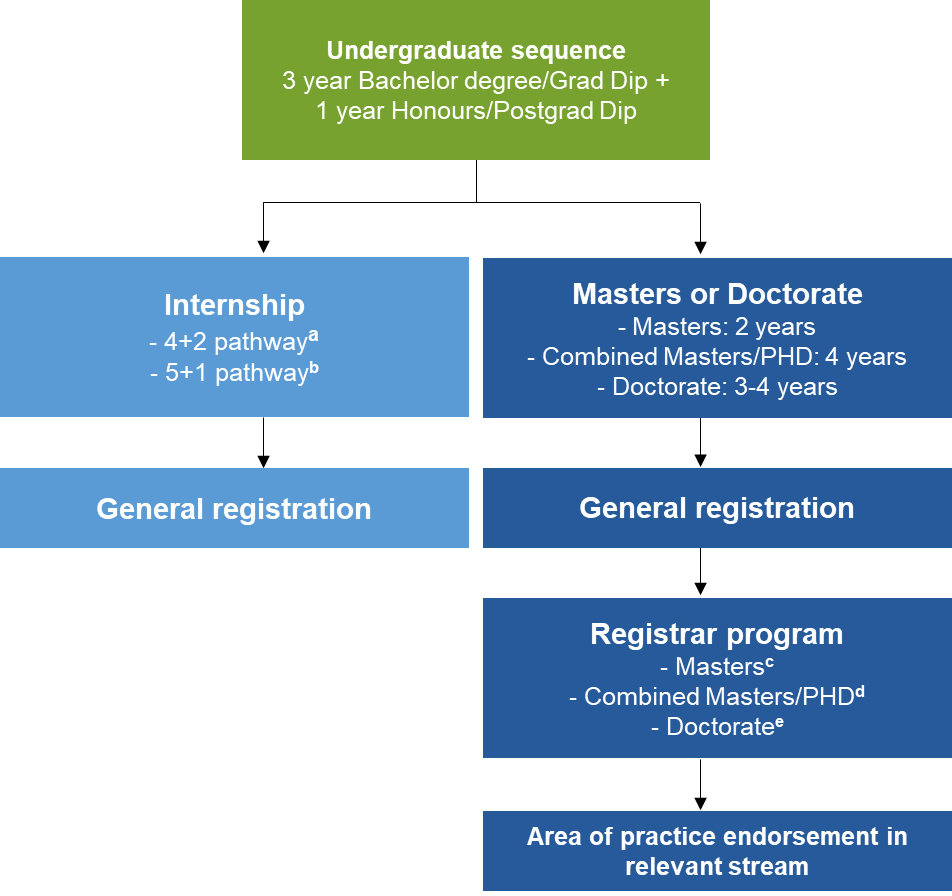 Undergraduate sequence
3 year Bachelor degree/Grad Dip +
1 year Honours/Postgrad Dip
Internship
- 4+2 pathwayᵃ
- 5+1 pathwayᵇ
General registration
Masters or Doctorate
- Masters: 2 years
- Combined Masters/PHD: 4 years
- Doctorate: 3-4 years
General registration
Registrar program
- Mastersᶜ
- Combined Masters/PHDᵈ
- Doctorateᵉ
Area of practice endorsement in
relevant stream